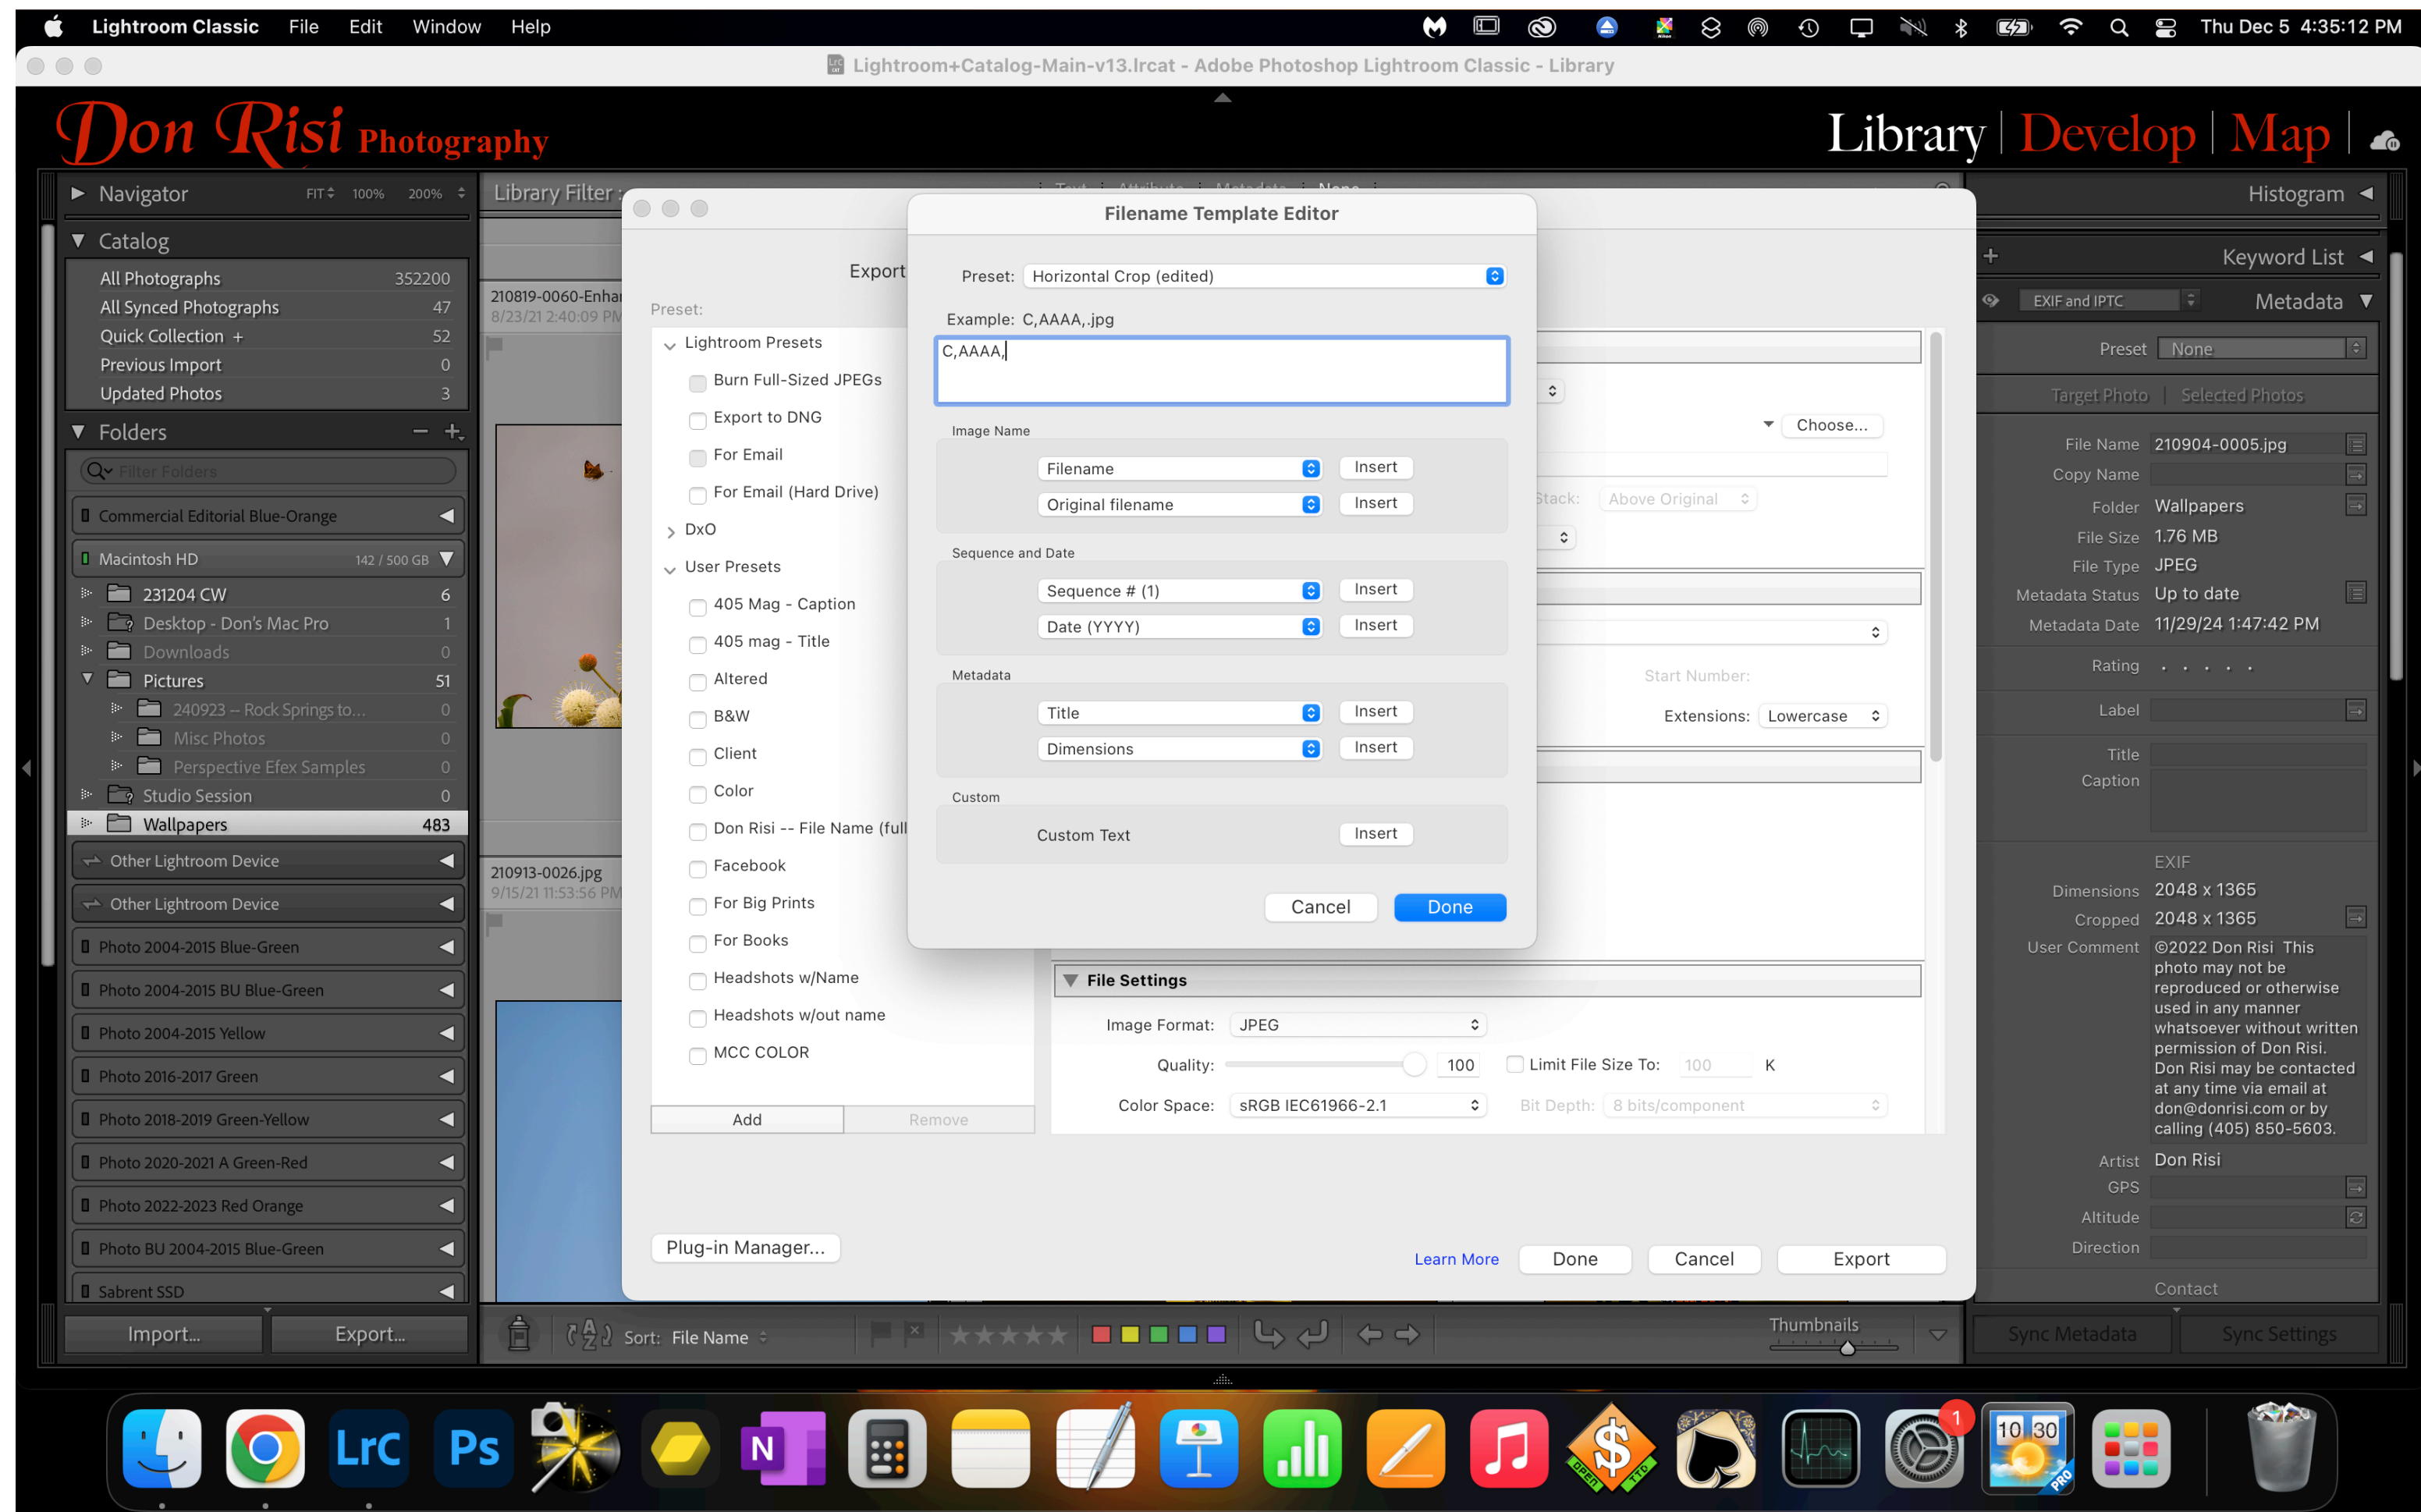 Lightroom Classic File Edit Window Help Thu Dec 5 4:35:12 PM
Lightroom+Catalog-Main-v13.lrcat - Adobe Photoshop Lightroom Classic - Library
Don Risi Photography
Library | Develop | Map
Navigator FIT 100% 200%
Catalog
All Photographs 352200
All Synced Photographs 47
Quick Collection + 52
Previous Import 0
Updated Photos 3
Folders
Filter Folders
Commercial Editorial Blue-Orange
Macintosh HD 142 / 500 GB
231204 CW 6
Desktop - Don's Mac Pro 1
Downloads 0
Pictures 51
240923 -- Rock Springs to... 0
Misc Photos 0
Perspective Efex Samples 0
Studio Session 0
Wallpapers 483
Other Lightroom Device
Other Lightroom Device
Photo 2004-2015 Blue-Green
Photo 2004-2015 BU Blue-Green
Photo 2004-2015 Yellow
Photo 2016-2017 Green
Photo 2018-2019 Green-Yellow
Photo 2020-2021 A Green-Red
Photo 2022-2023 Red Orange
Photo BU 2004-2015 Blue-Green
Sabrent SSD
Import... Export...
Library Filter :
Text Attribute Metadata None
210819-0060-Enha
8/23/21 2:40:09 PM
210913-0026.jpg
9/15/21 11:53:56 PM
Export
Preset:
Lightroom Presets
Burn Full-Sized JPEGs
Export to DNG
For Email
For Email (Hard Drive)
DxO
User Presets
405 Mag - Caption
405 mag - Title
Altered
B&W
Client
Color
Don Risi -- File Name (full
Facebook
For Big Prints
For Books
Headshots w/Name
Headshots w/out name
MCC COLOR
Add Remove
Plug-in Manager...
Filename Template Editor
Preset: Horizontal Crop (edited)
Example: C,AAAA,.jpg
C,AAAA,
Image Name
Filename Insert
Original filename Insert
Sequence and Date
Sequence # (1) Insert
Date (YYYY) Insert
Metadata
Title Insert
Dimensions Insert
Custom
Custom Text Insert
Cancel Done
Choose...
Stack: Above Original
Start Number:
Extensions: Lowercase
File Settings
Image Format: JPEG
Quality: 100 Limit File Size To: 100 K
Color Space: sRGB IEC61966-2.1 Bit Depth: 8 bits/component
Learn More Done Cancel Export
Sort: File Name
Thumbnails
Histogram
Keyword List
EXIF and IPTC Metadata
Preset None
Target Photo Selected Photos
File Name 210904-0005.jpg
Copy Name
Folder Wallpapers
File Size 1.76 MB
File Type JPEG
Metadata Status Up to date
Metadata Date 11/29/24 1:47:42 PM
Rating . . . . .
Label
Title
Caption
EXIF
Dimensions 2048 x 1365
Cropped 2048 x 1365
User Comment ©2022 Don Risi This
photo may not be
reproduced or otherwise
used in any manner
whatsoever without written
permission of Don Risi.
Don Risi may be contacted
at any time via email at
don@donrisi.com or by
calling (405) 850-5603.
Artist Don Risi
GPS
Altitude
Direction
Contact
Sync Metadata Sync Settings
LrC Ps N OPEN TTD 1 10 30 PRO